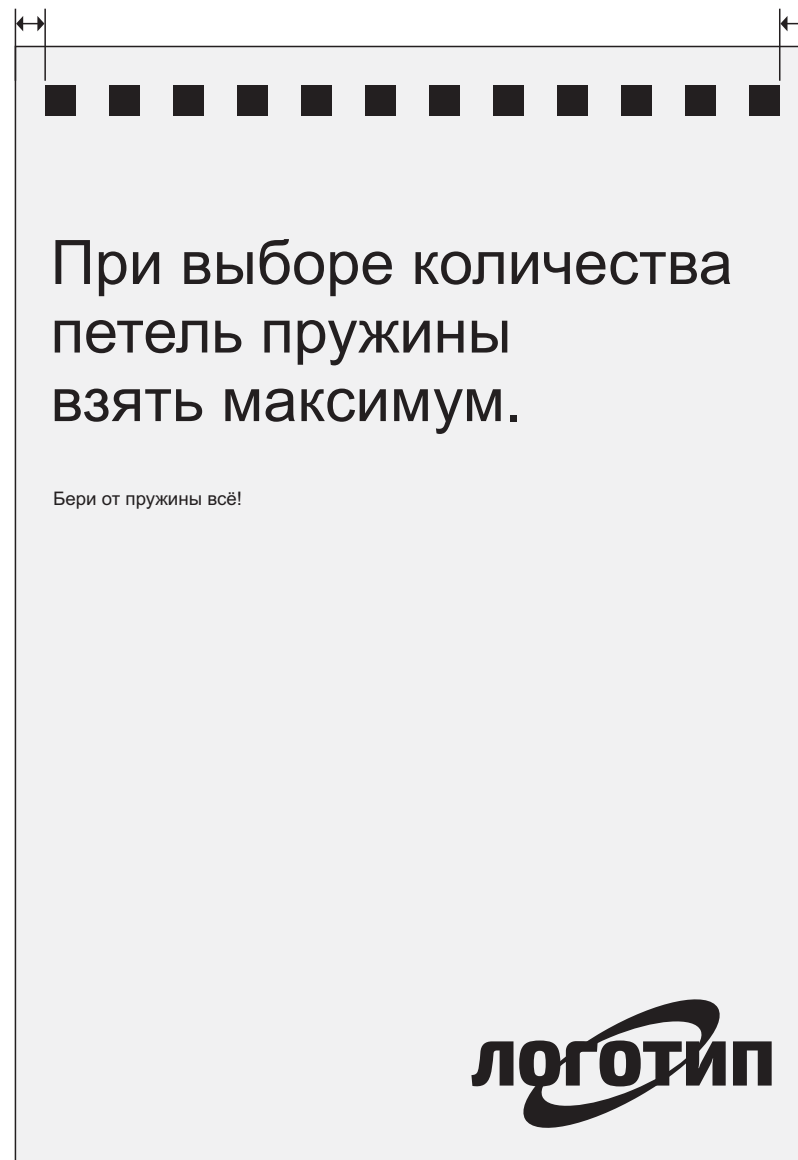 При выборе количества
петель пружины
взять максимум.
Бери от пружины всё!
логотип